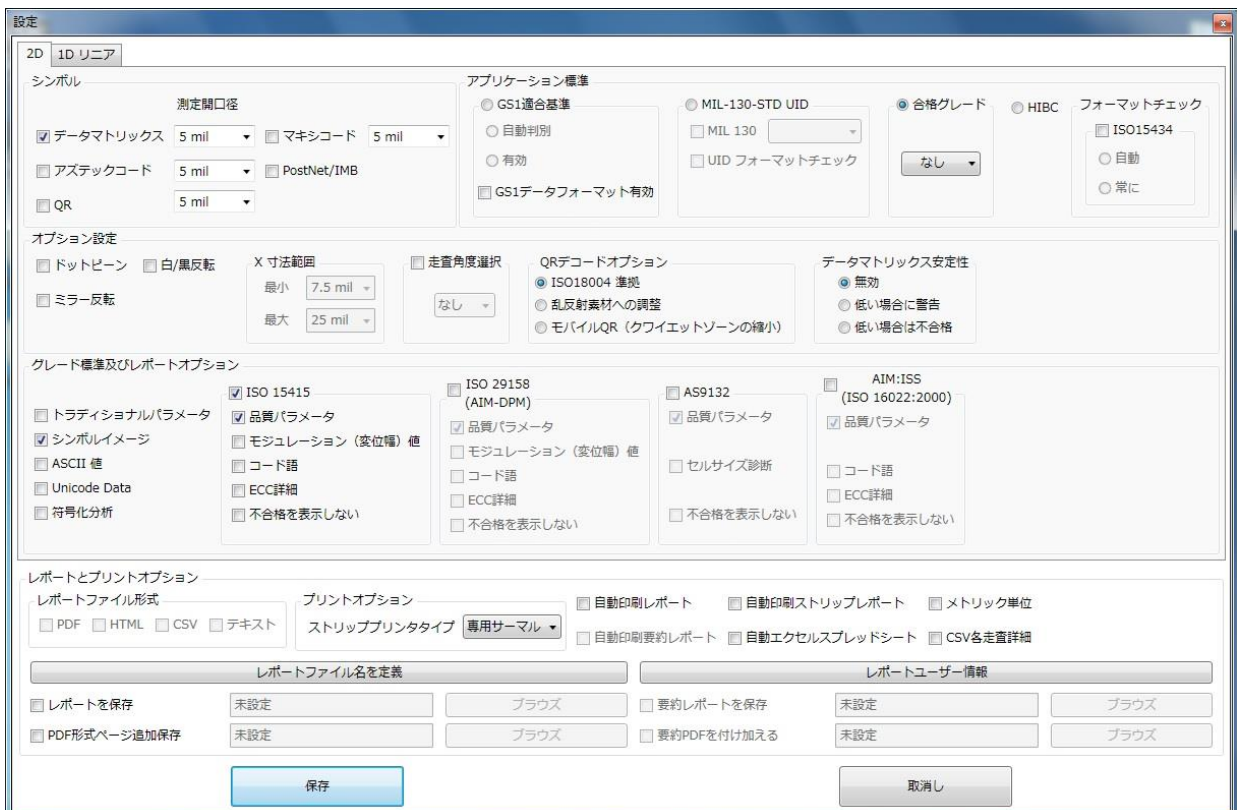 設定
2D 1D リニア
シンボル
測定開口径
データマトリックス 5 mil マキシコード 5 mil
アズテックコード 5 mil PostNet/IMB
QR 5 mil
アプリケーション標準
GS1適合基準
自動判別
有効
GS1データフォーマット有効
MIL-130-STD UID
MIL 130
UID フォーマットチェック
合格グレード
なし
HIBC
フォーマットチェック
ISO15434
自動
常に
オプション設定
ドットピーン 白/黒反転
ミラー反転
X 寸法範囲
最小 7.5 mil
最大 25 mil
走査角度選択
なし
QRデコードオプション
ISO18004 準拠
乱反射素材への調整
モバイルQR（クワイエットゾーンの縮小）
データマトリックス安定性
無効
低い場合に警告
低い場合は不合格
グレード標準及びレポートオプション
トラディショナルパラメータ
シンボルイメージ
ASCII 値
Unicode Data
符号化分析
ISO 15415
品質パラメータ
モジュレーション（変位幅）値
コード語
ECC詳細
不合格を表示しない
ISO 29158
(AIM-DPM)
品質パラメータ
モジュレーション（変位幅）値
コード語
ECC詳細
不合格を表示しない
AS9132
品質パラメータ
セルサイズ診断
不合格を表示しない
AIM:ISS
(ISO 16022:2000)
品質パラメータ
コード語
ECC詳細
不合格を表示しない
レポートとプリントオプション
レポートファイル形式
PDF HTML CSV テキスト
プリントオプション
ストリッププリンタタイプ 専用サーマル
自動印刷レポート 自動印刷ストリップレポート メトリック単位
自動印刷要約レポート 自動エクセルスプレッドシート CSV各走査詳細
レポートファイル名を定義 レポートユーザー情報
レポートを保存 未設定 ブラウズ 要約レポートを保存 未設定 ブラウズ
PDF形式ページ追加保存 未設定 ブラウズ 要約PDFを付け加える 未設定 ブラウズ
保存 取消し